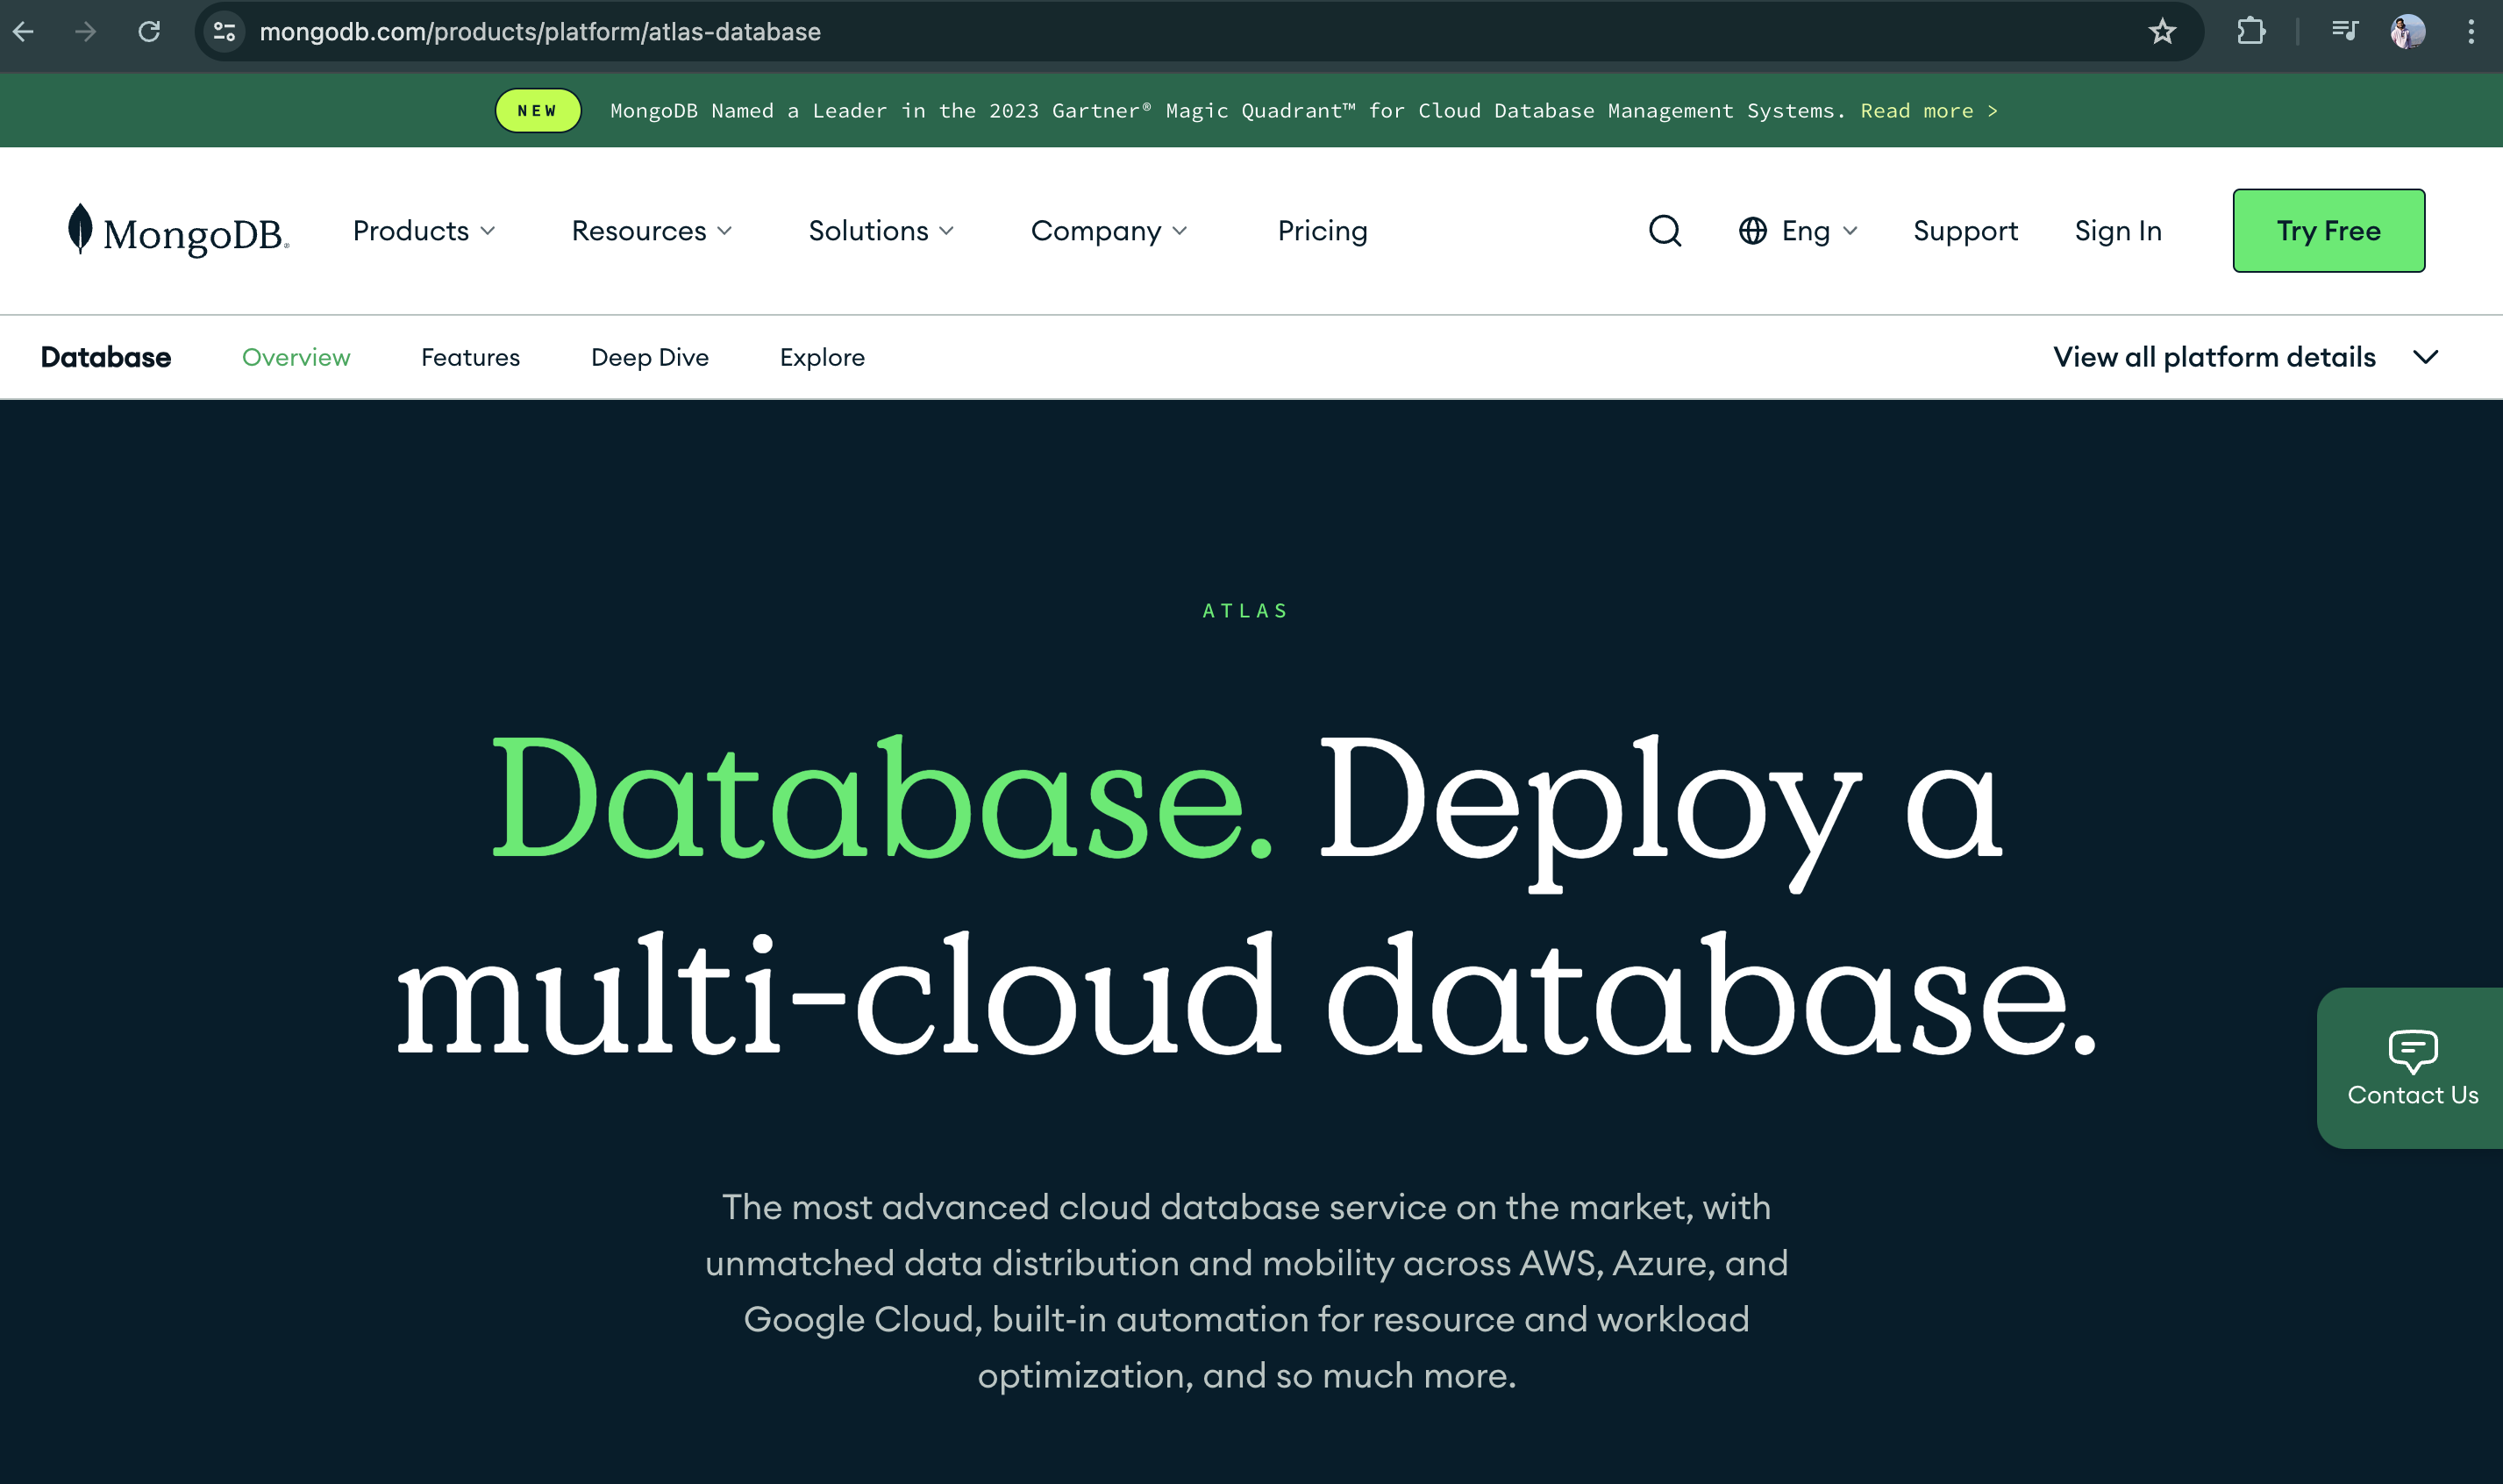 mongodb.com/products/platform/atlas-database
NEW MongoDB Named a Leader in the 2023 Gartner® Magic Quadrant™ for Cloud Database Management Systems. Read more >
MongoDB® Products Resources Solutions Company Pricing Eng Support Sign In Try Free
Database Overview Features Deep Dive Explore View all platform details
ATLAS
Database. Deploy a
multi-cloud database.
Contact Us
The most advanced cloud database service on the market, with
unmatched data distribution and mobility across AWS, Azure, and
Google Cloud, built-in automation for resource and workload
optimization, and so much more.